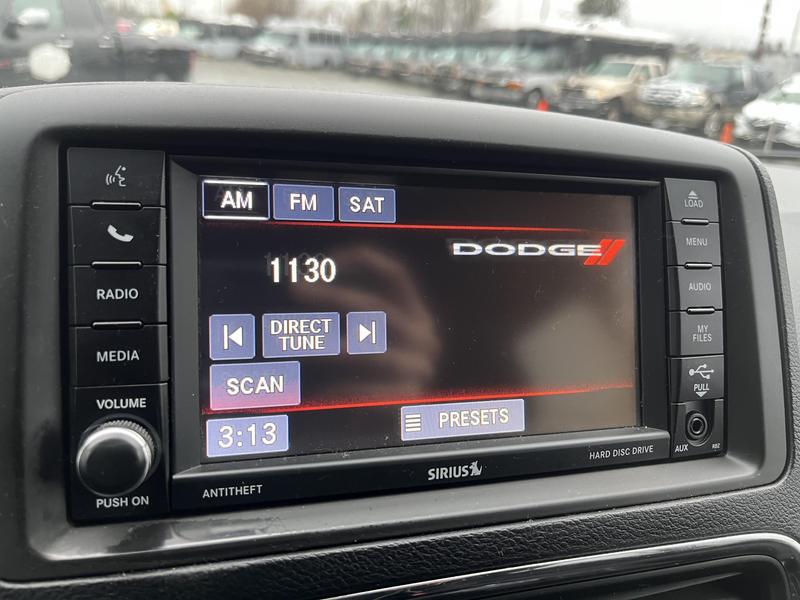 AM FM SAT
DODGE
1130
DIRECT
TUNE
SCAN
3:13
PRESETS
RADIO
MEDIA
VOLUME
PUSH ON
LOAD
MENU
AUDIO
MY
FILES
PULL
AUX
RBZ
ANTITHEFT
SIRIUS
HARD DISC DRIVE